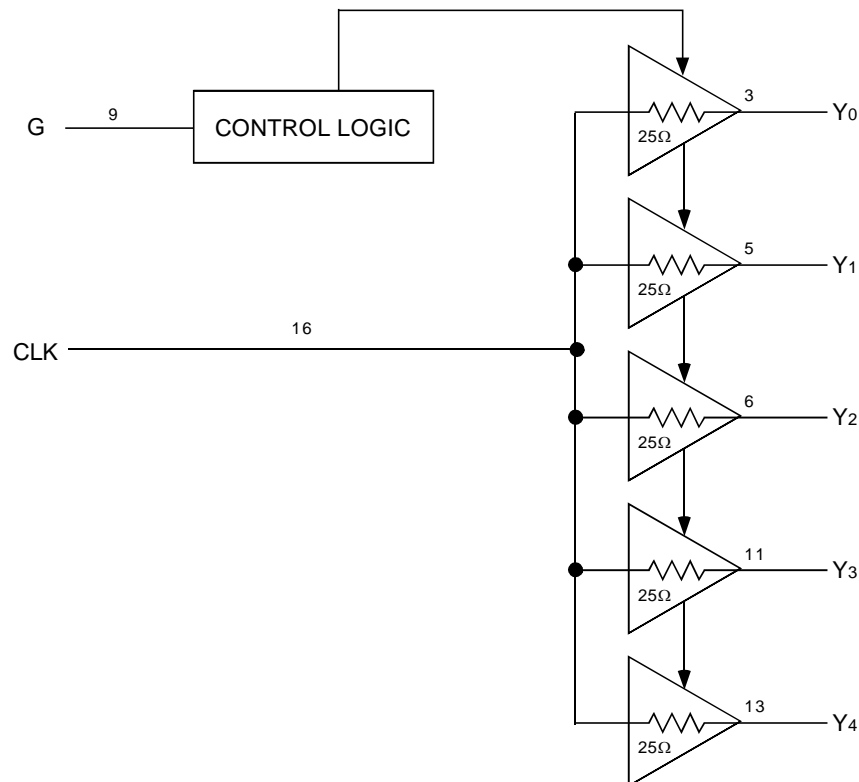 3
Y0
9
G
CONTROL LOGIC
25Ω
5
Y1
25Ω
16
CLK
6
Y2
25Ω
11
Y3
25Ω
13
Y4
25Ω